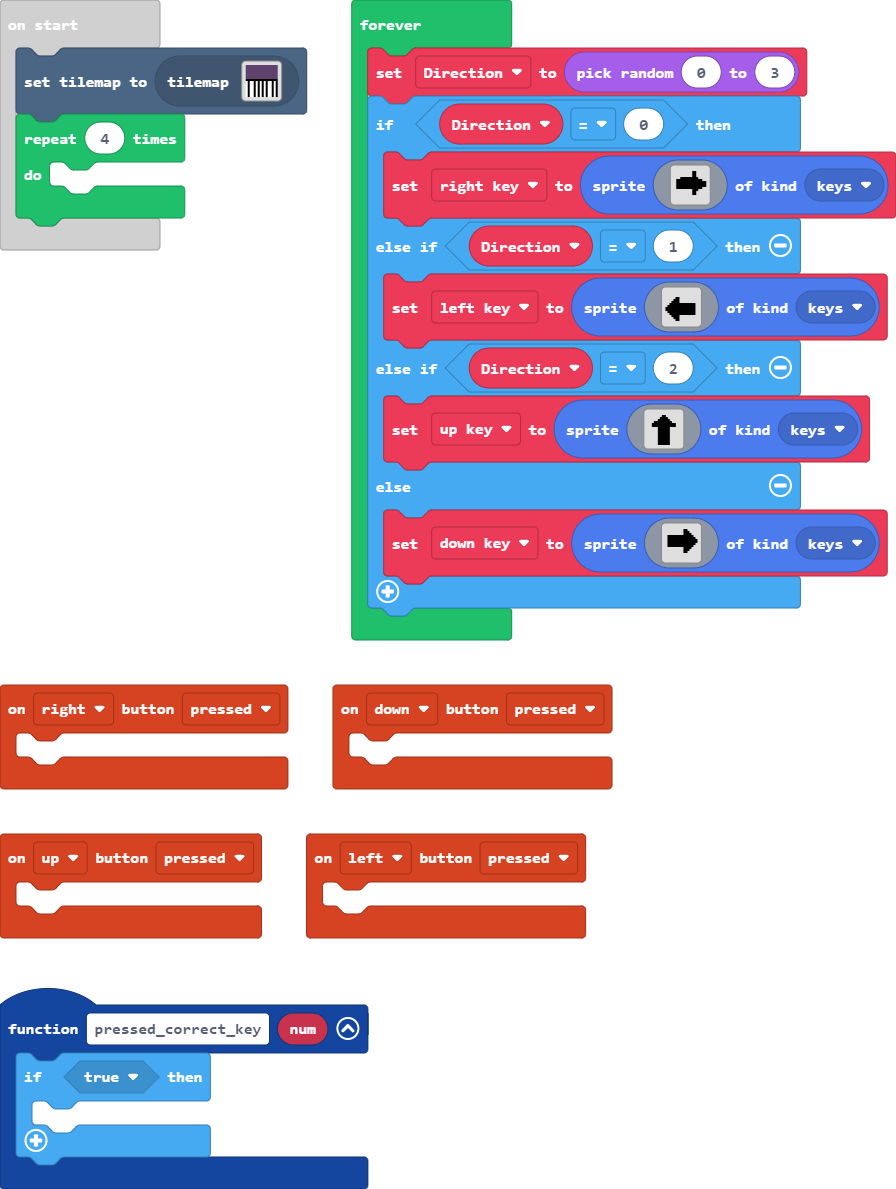 on start
set tilemap to tilemap
repeat 4 times
do
forever
set Direction to pick random 0 to 3
if Direction = 0 then
set right key to sprite of kind keys
else if Direction = 1 then
set left key to sprite of kind keys
else if Direction = 2 then
set up key to sprite of kind keys
else
set down key to sprite of kind keys
on right button pressed
on down button pressed
on up button pressed
on left button pressed
function pressed_correct_key num
if true then